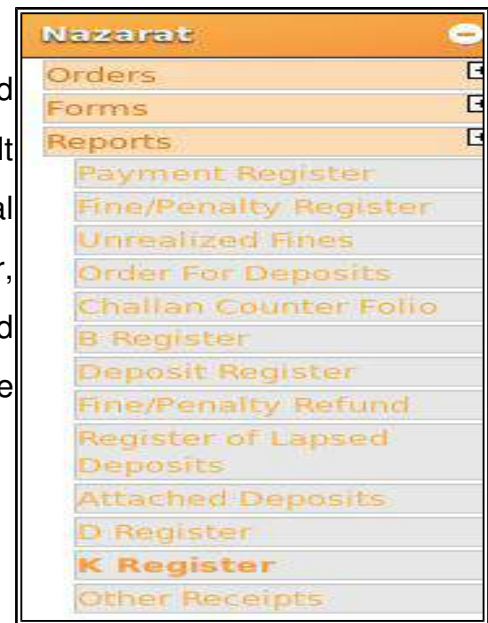 Nazarat
Orders
Forms
Reports
Payment Register
Fine/Penalty Register
Unrealized Fines
Order For Deposits
Challan Counter Folio
B Register
Deposit Register
Fine/Penalty Refund
Register of Lapsed
Deposits
Attached Deposits
D Register
K Register
Other Receipts